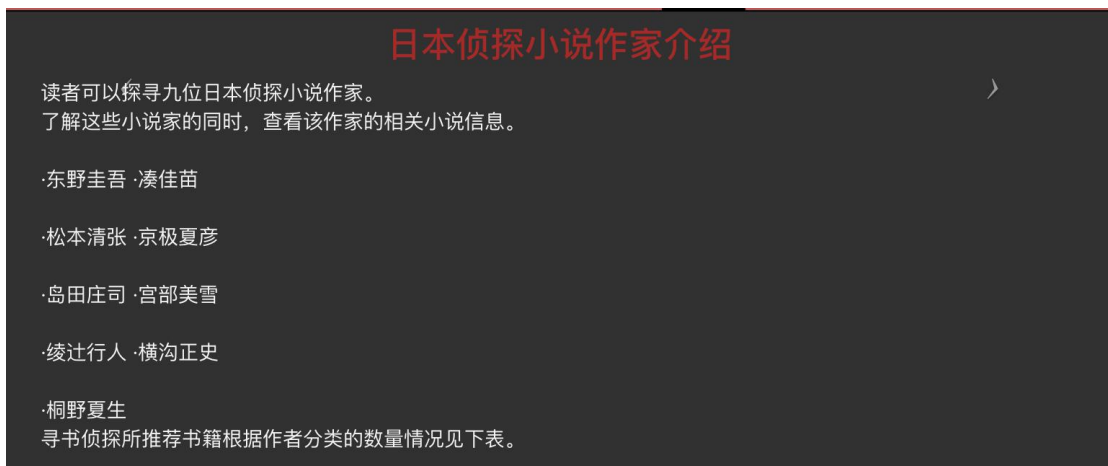 日本侦探小说作家介绍
读者可以探寻九位日本侦探小说作家。
了解这些小说家的同时，查看该作家的相关小说信息。
·东野圭吾 ·凑佳苗
·松本清张 ·京极夏彦
·岛田庄司 ·宫部美雪
·绫辻行人 ·横沟正史
·桐野夏生
寻书侦探所推荐书籍根据作者分类的数量情况见下表。